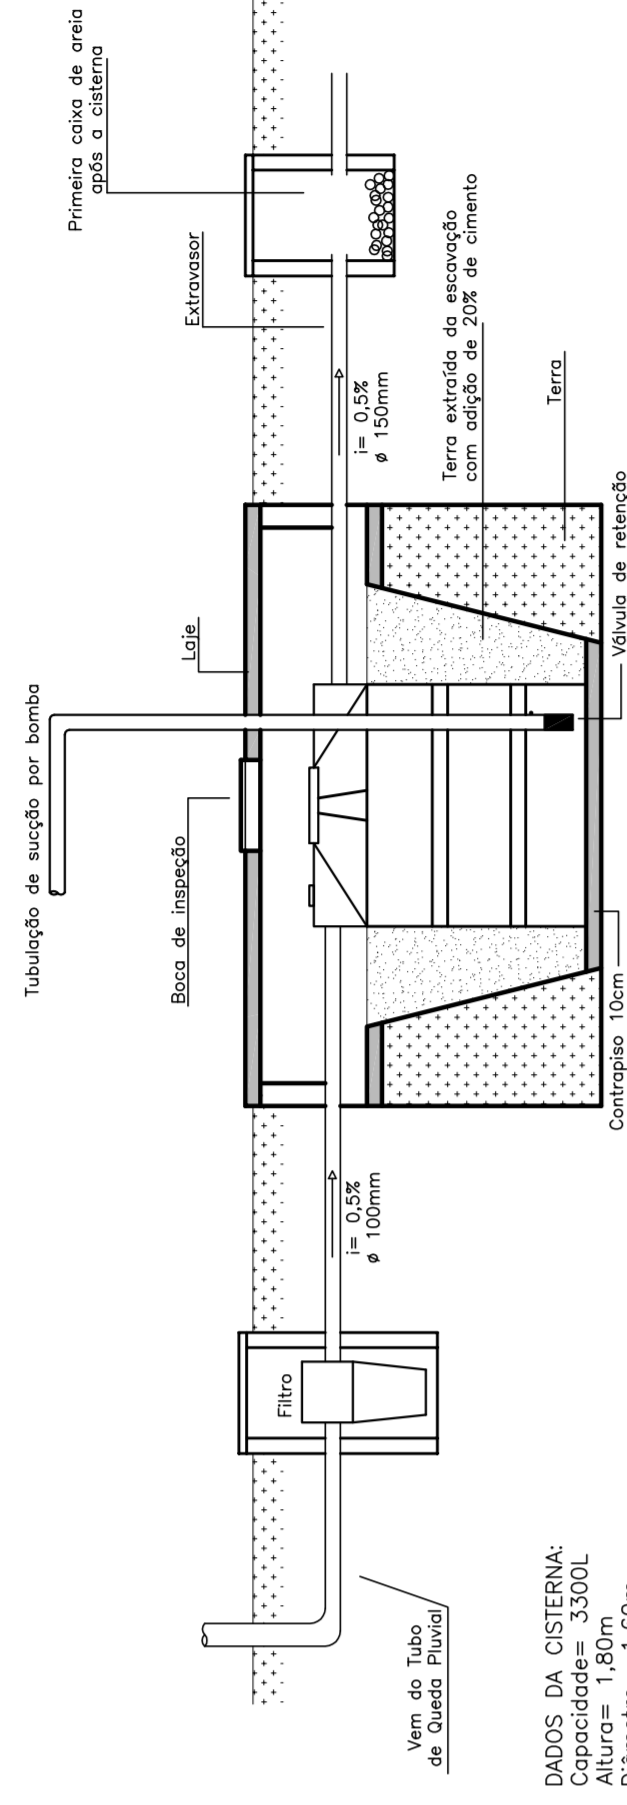 Tubulação de sucção por bomba
Primeira caixa de areia
após a cisterna
Boca de inspeção
Laje
Extravasor
Filtro
i= 0,5%
ø 100mm
i= 0,5%
ø 150mm
Terra extraída da escavação
com adição de 20% de cimento
Terra
Vem do Tubo
de Queda Pluvial
Contrapiso 10cm
Válvula de retenção
DADOS DA CISTERNA:
Capacidade= 3300L
Altura= 1,80m